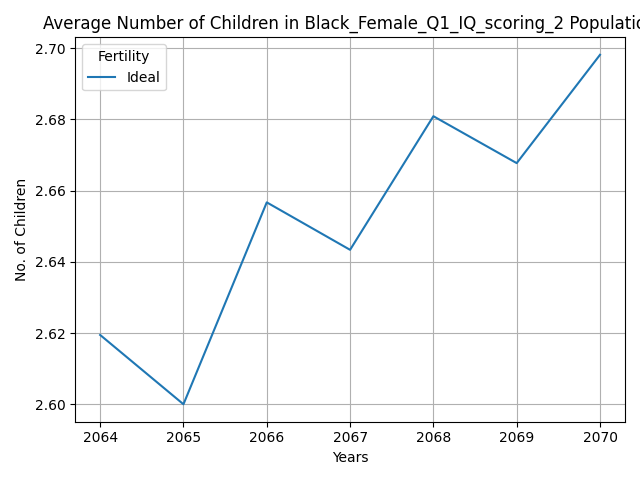 Average Number of Children in Black_Female_Q1_IQ_scoring_2 Populatio
Fertility
Ideal
No. of Children
2.70
2.68
2.66
2.64
2.62
2.60
2064 2065 2066 2067 2068 2069 2070
Years